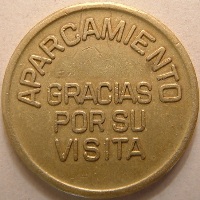 APARCAMIENTO
GRACIAS
POR SU
VISITA